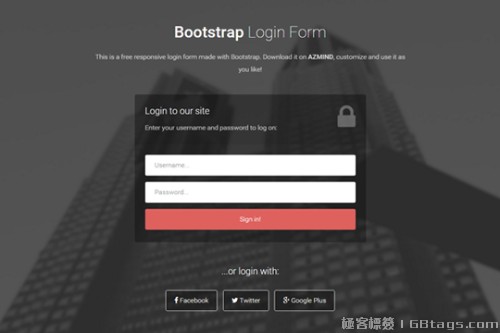 Bootstrap Login Form
This is a free responsive login form made with Bootstrap. Download it on AZMIND, customize and use it as
you like!
Login to our site
Enter your username and password to log on:
Username...
Password...
Sign in!
...or login with:
Facebook
Twitter
Google Plus
极客标签 | GBtags.com